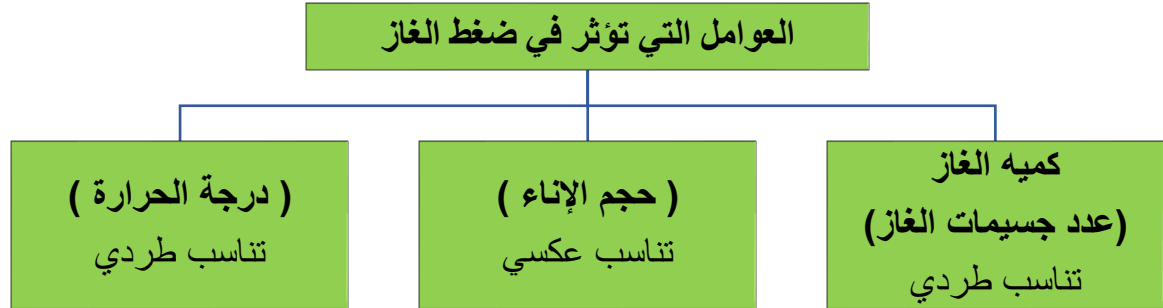 العوامل التي تؤثر في ضغط الغاز
كميه الغاز
(عدد جسيمات الغاز)
تناسب طردي
( حجم الإناء )
تناسب عكسي
( درجة الحرارة )
تناسب طردي